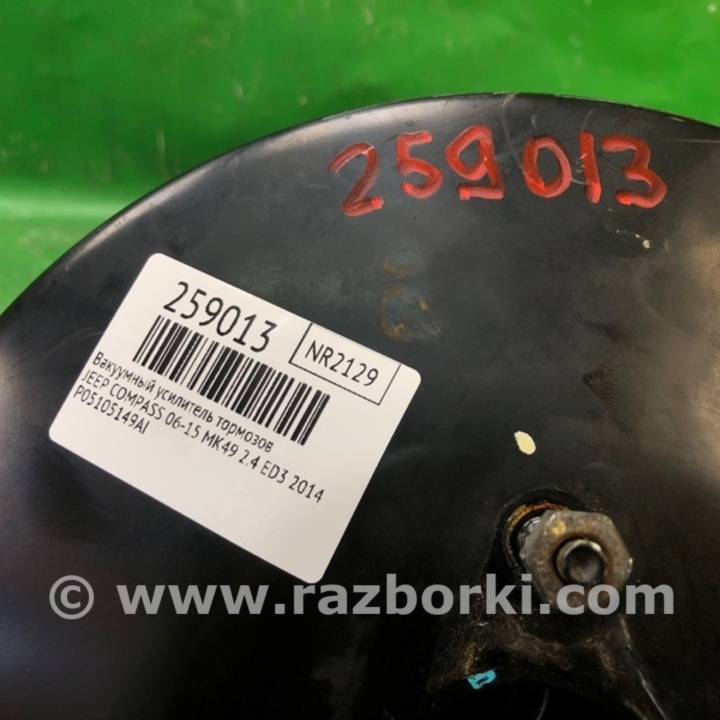 259013
259013
NR2129
Вакуумный усилитель тормозов
JEEP COMPASS 06-15 MK49 2.4 ED3 2014
P05105149AI
© www.razborki.com